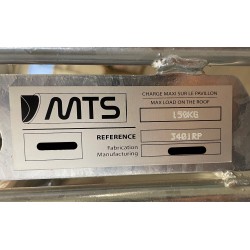 MTS
CHARGE MAXI SUR LE PAVILLON
MAX LOAD ON THE ROOF
150KG
REFERENCE
3401RP
Fabrication
Manufacturing